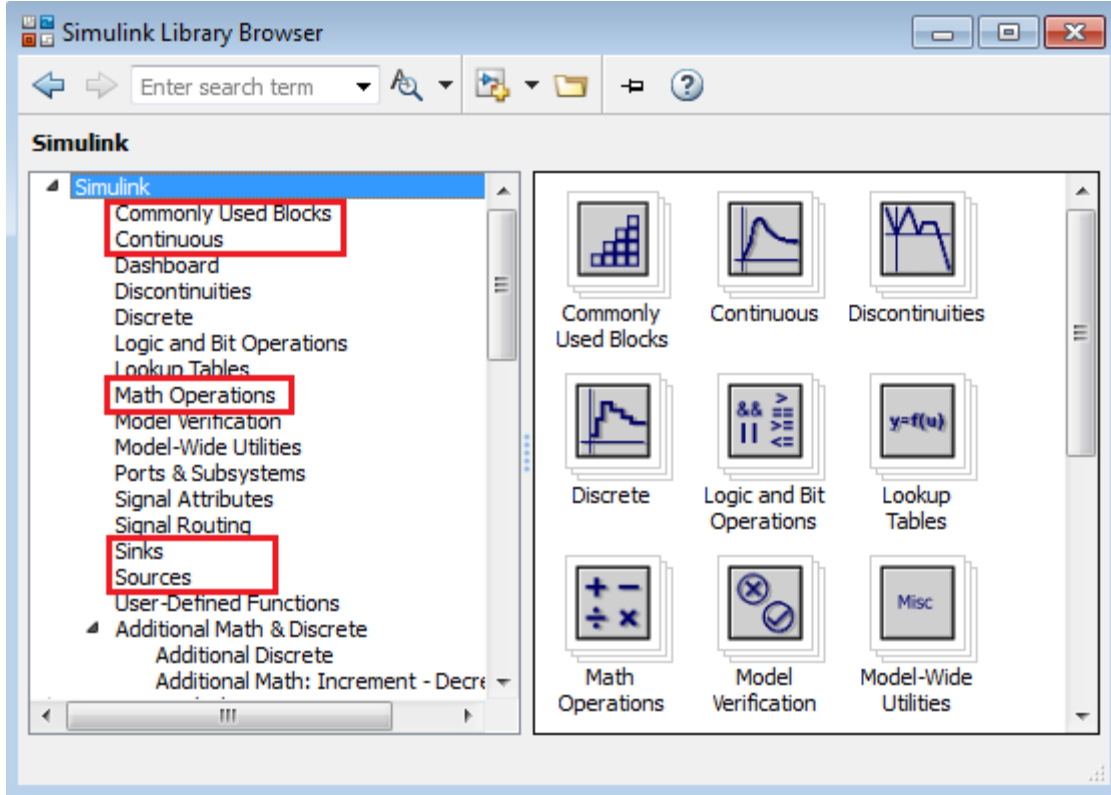 Simulink Library Browser
Enter search term
Simulink
Simulink
Commonly Used Blocks
Continuous
Dashboard
Discontinuities
Discrete
Logic and Bit Operations
Lookup Tables
Math Operations
Model Verification
Model-Wide Utilities
Ports & Subsystems
Signal Attributes
Signal Routing
Sinks
Sources
User-Defined Functions
Additional Math & Discrete
Additional Discrete
Additional Math: Increment - Decre
Commonly
Used Blocks
Continuous
Discontinuities
&& >
==
|| >=
<=
y=f(u)
Discrete
Logic and Bit
Operations
Lookup
Tables
+ −
÷ ×
Misc
Math
Operations
Model
Verification
Model-Wide
Utilities